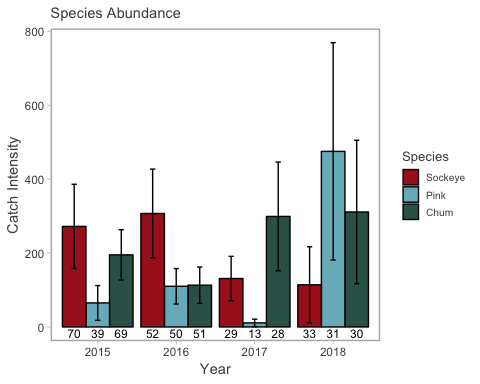 Species Abundance
Catch Intensity
800
600
400
200
0
70 39 69 52 50 51 29 13 28 33 31 30
2015 2016 2017 2018
Year
Species
Sockeye
Pink
Chum